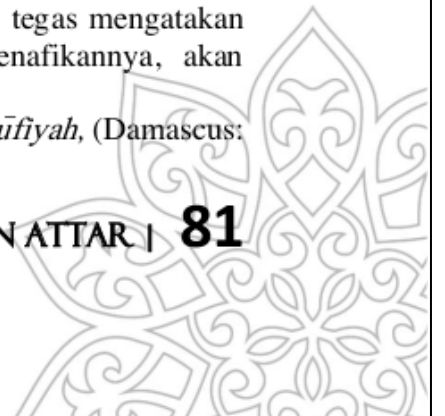 tegas mengatakan
enafikannya, akan
ūfiyah, (Damascus:
N ATTAR | 81